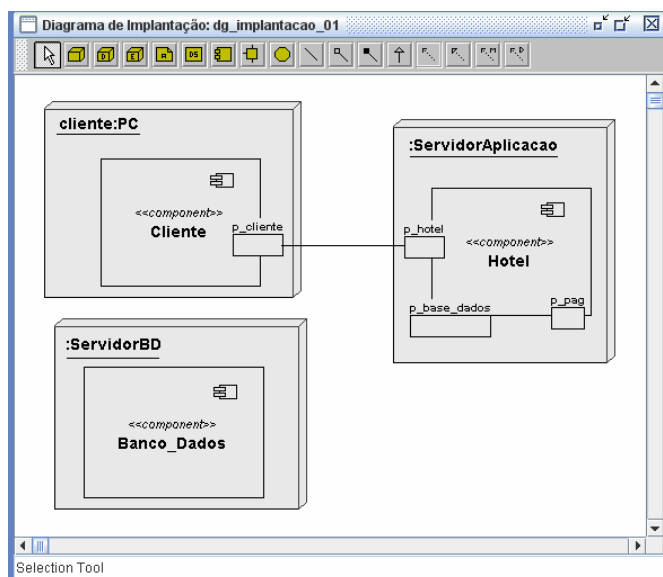 Diagrama de Implantação: dg_implantacao_01
D
E
A
DS
cliente:PC
<<component>>
Cliente
p_cliente
:ServidorAplicacao
p_hotel
<<component>>
Hotel
p_base_dados
p_pag
:ServidorBD
<<component>>
Banco_Dados
Selection Tool